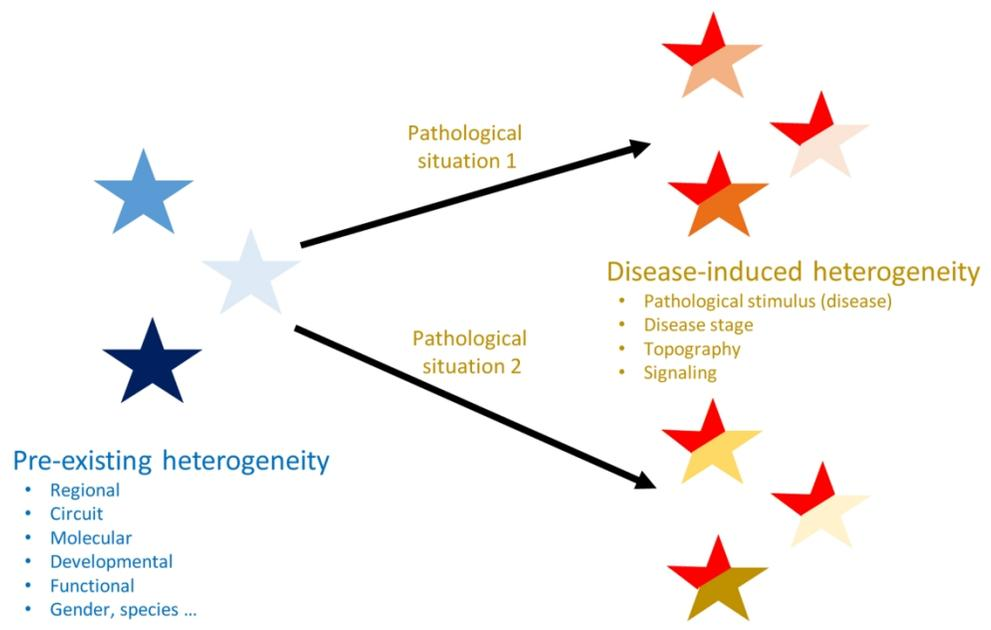 Pathological
situation 1
Disease-induced heterogeneity
• Pathological stimulus (disease)
• Disease stage
• Topography
• Signaling
Pathological
situation 2
Pre-existing heterogeneity
• Regional
• Circuit
• Molecular
• Developmental
• Functional
• Gender, species ...